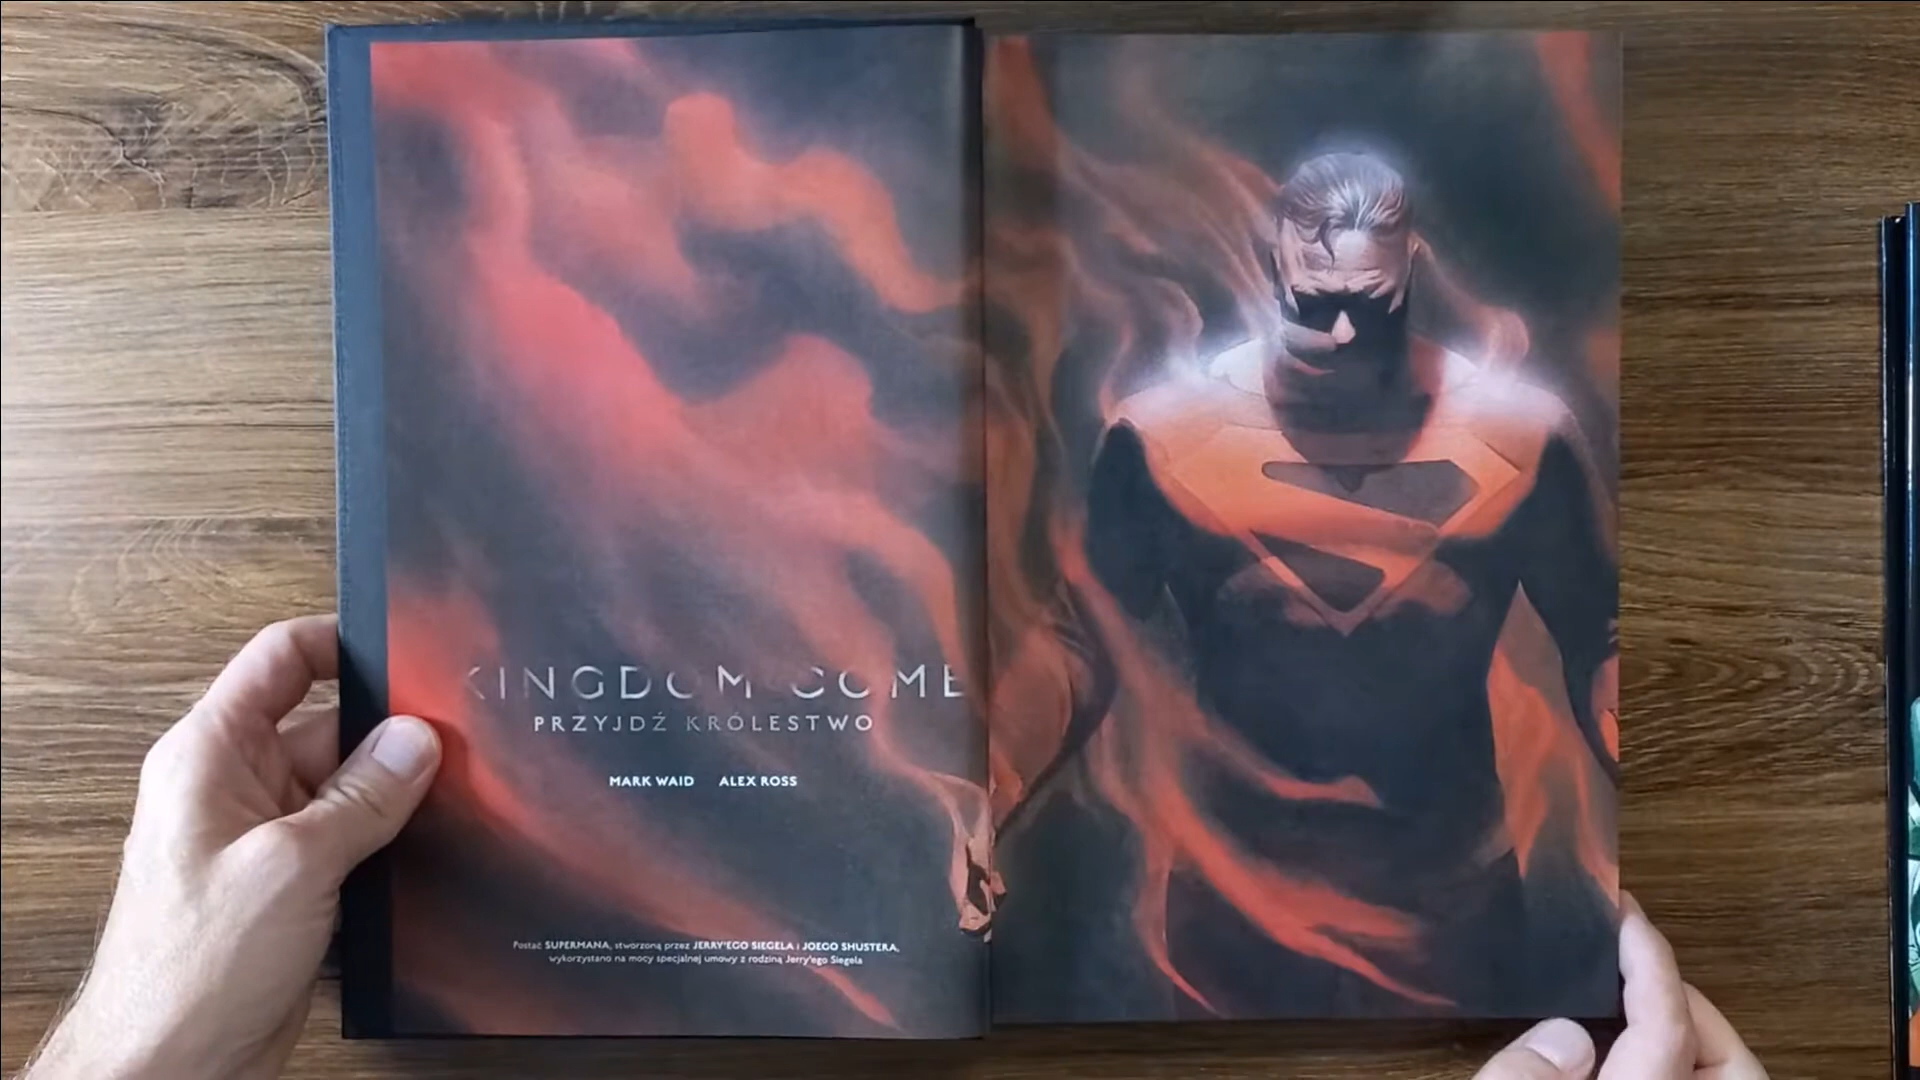 KINGDOM COME
PRZYJDŹ KRÓLESTWO
MARK WAID ALEX ROSS
Postać SUPERMANA, stworzoną przez JERRY'EGO SIEGELA i JOEGO SHUSTERA,
wykorzystano na mocy specjalnej umowy z rodziną Jerry'ego Siegela